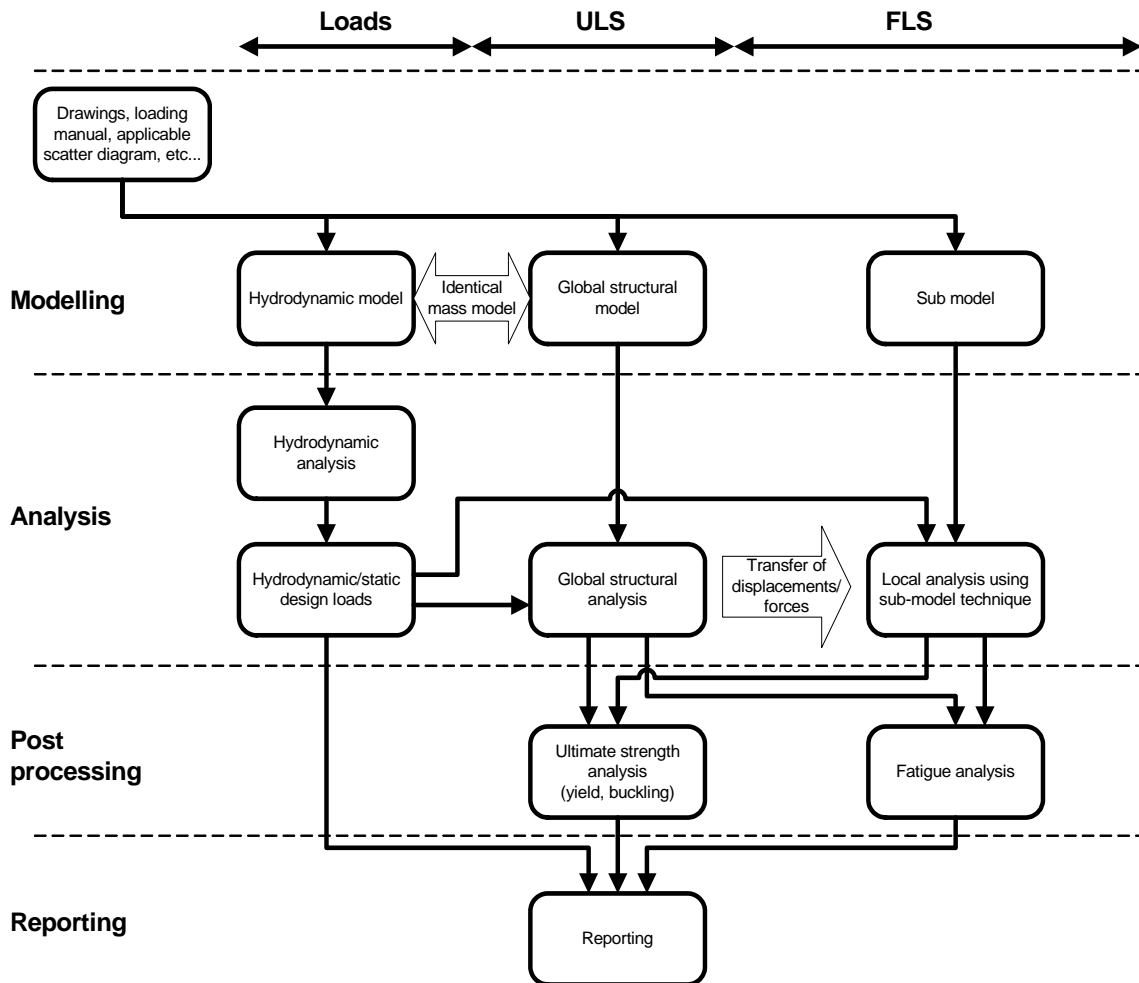 Loads
ULS
FLS
Drawings, loading
manual, applicable
scatter diagram, etc...
Modelling
Hydrodynamic model
Identical
mass model
Global structural
model
Sub model
Hydrodynamic
analysis
Analysis
Hydrodynamic/static
design loads
Global structural
analysis
Transfer of
displacements/
forces
Local analysis using
sub-model technique
Post
processing
Ultimate strength
analysis
(yield, buckling)
Fatigue analysis
Reporting
Reporting